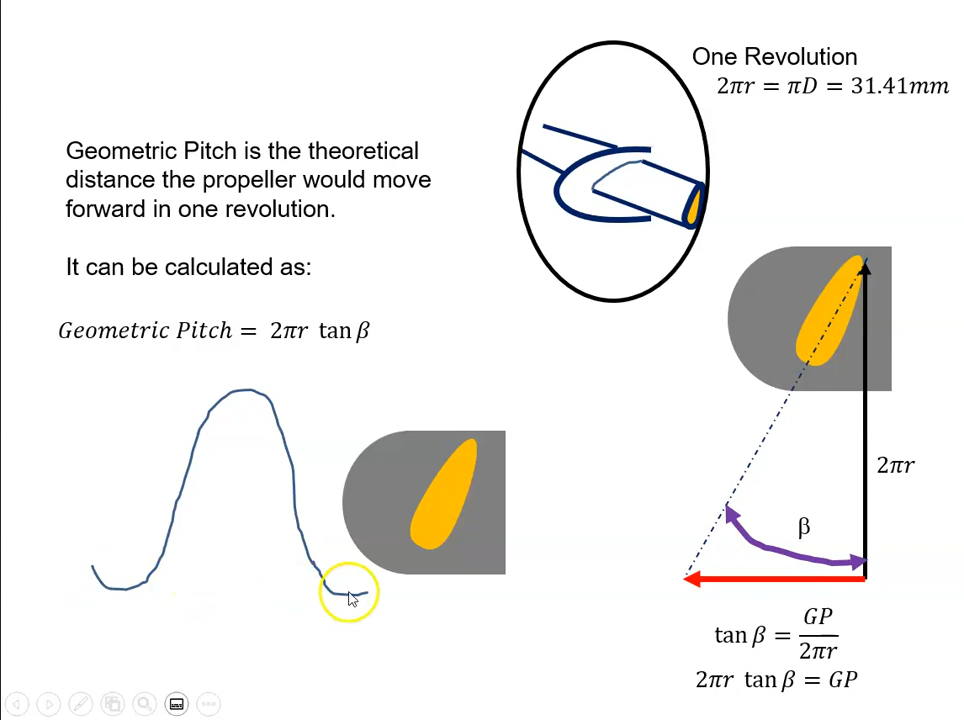 One Revolution
2𝜋𝑟 = 𝜋𝐷 = 31.41𝑚𝑚
Geometric Pitch is the theoretical
distance the propeller would move
forward in one revolution.
It can be calculated as:
𝐺𝑒𝑜𝑚𝑒𝑡𝑟𝑖𝑐 𝑃𝑖𝑡𝑐ℎ = 2𝜋𝑟 tan 𝛽
2𝜋𝑟
β
tan 𝛽 = 𝐺𝑃/2𝜋𝑟
2𝜋𝑟 tan 𝛽 = 𝐺𝑃